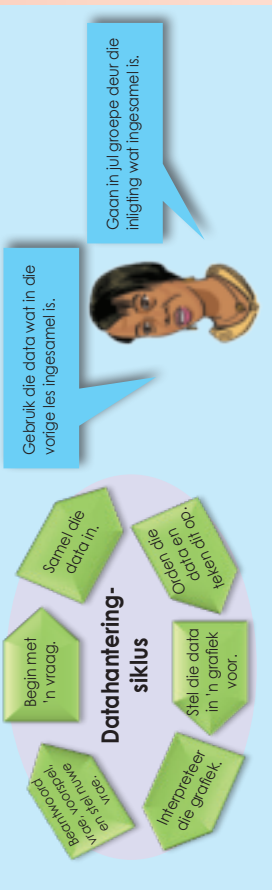 Begin met
'n vraag.
Samel die
data in.
Orden die
data en
teken dit op.
Stel die data
in 'n grafiek
voor.
Interpreteer
die grafiek.
Beantwoord
vrae, voorspel,
en stel nuwe
vrae.
Datahantering-
siklus
Gebruik die data wat in die
vorige les ingesamel is.
Gaan in jul groepe deur die
inligting wat ingesamel is.